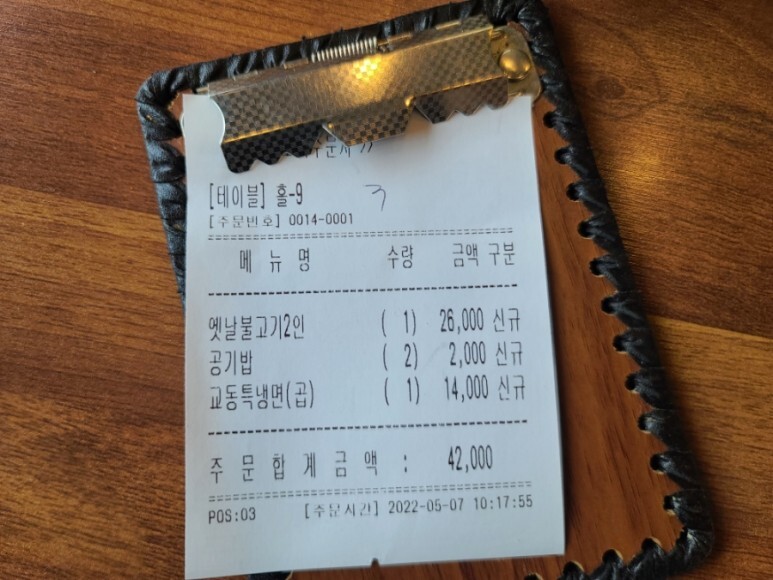 [테이블] 홀-9 3
[주문번호] 0014-0001
메 뉴 명 수량 금액 구분
옛날불고기2인 ( 1) 26,000 신규
공기밥 ( 2) 2,000 신규
교동특냉면(곱) ( 1) 14,000 신규
주 문 합 계 금 액 : 42,000
POS:03 [주문시간] 2022-05-07 10:17:55